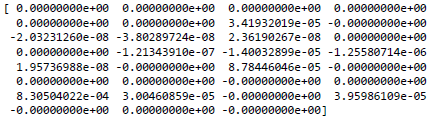 [ 0.00000000e+00  0.00000000e+00  0.00000000e+00  0.00000000e+00
  0.00000000e+00  0.00000000e+00  3.41932019e-05 -0.00000000e+00
 -2.03231260e-08 -3.80289724e-08  2.36190267e-08  0.00000000e+00
  0.00000000e+00 -1.21343910e-07 -1.40032899e-05 -1.25580714e-06
  1.95736988e-08 -0.00000000e+00  8.78446046e-05 -0.00000000e+00
  0.00000000e+00  0.00000000e+00  0.00000000e+00  0.00000000e+00
  8.30504022e-04  3.00460859e-05 -0.00000000e+00  3.95986109e-05
 -0.00000000e+00  0.00000000e+00 -0.00000000e+00]